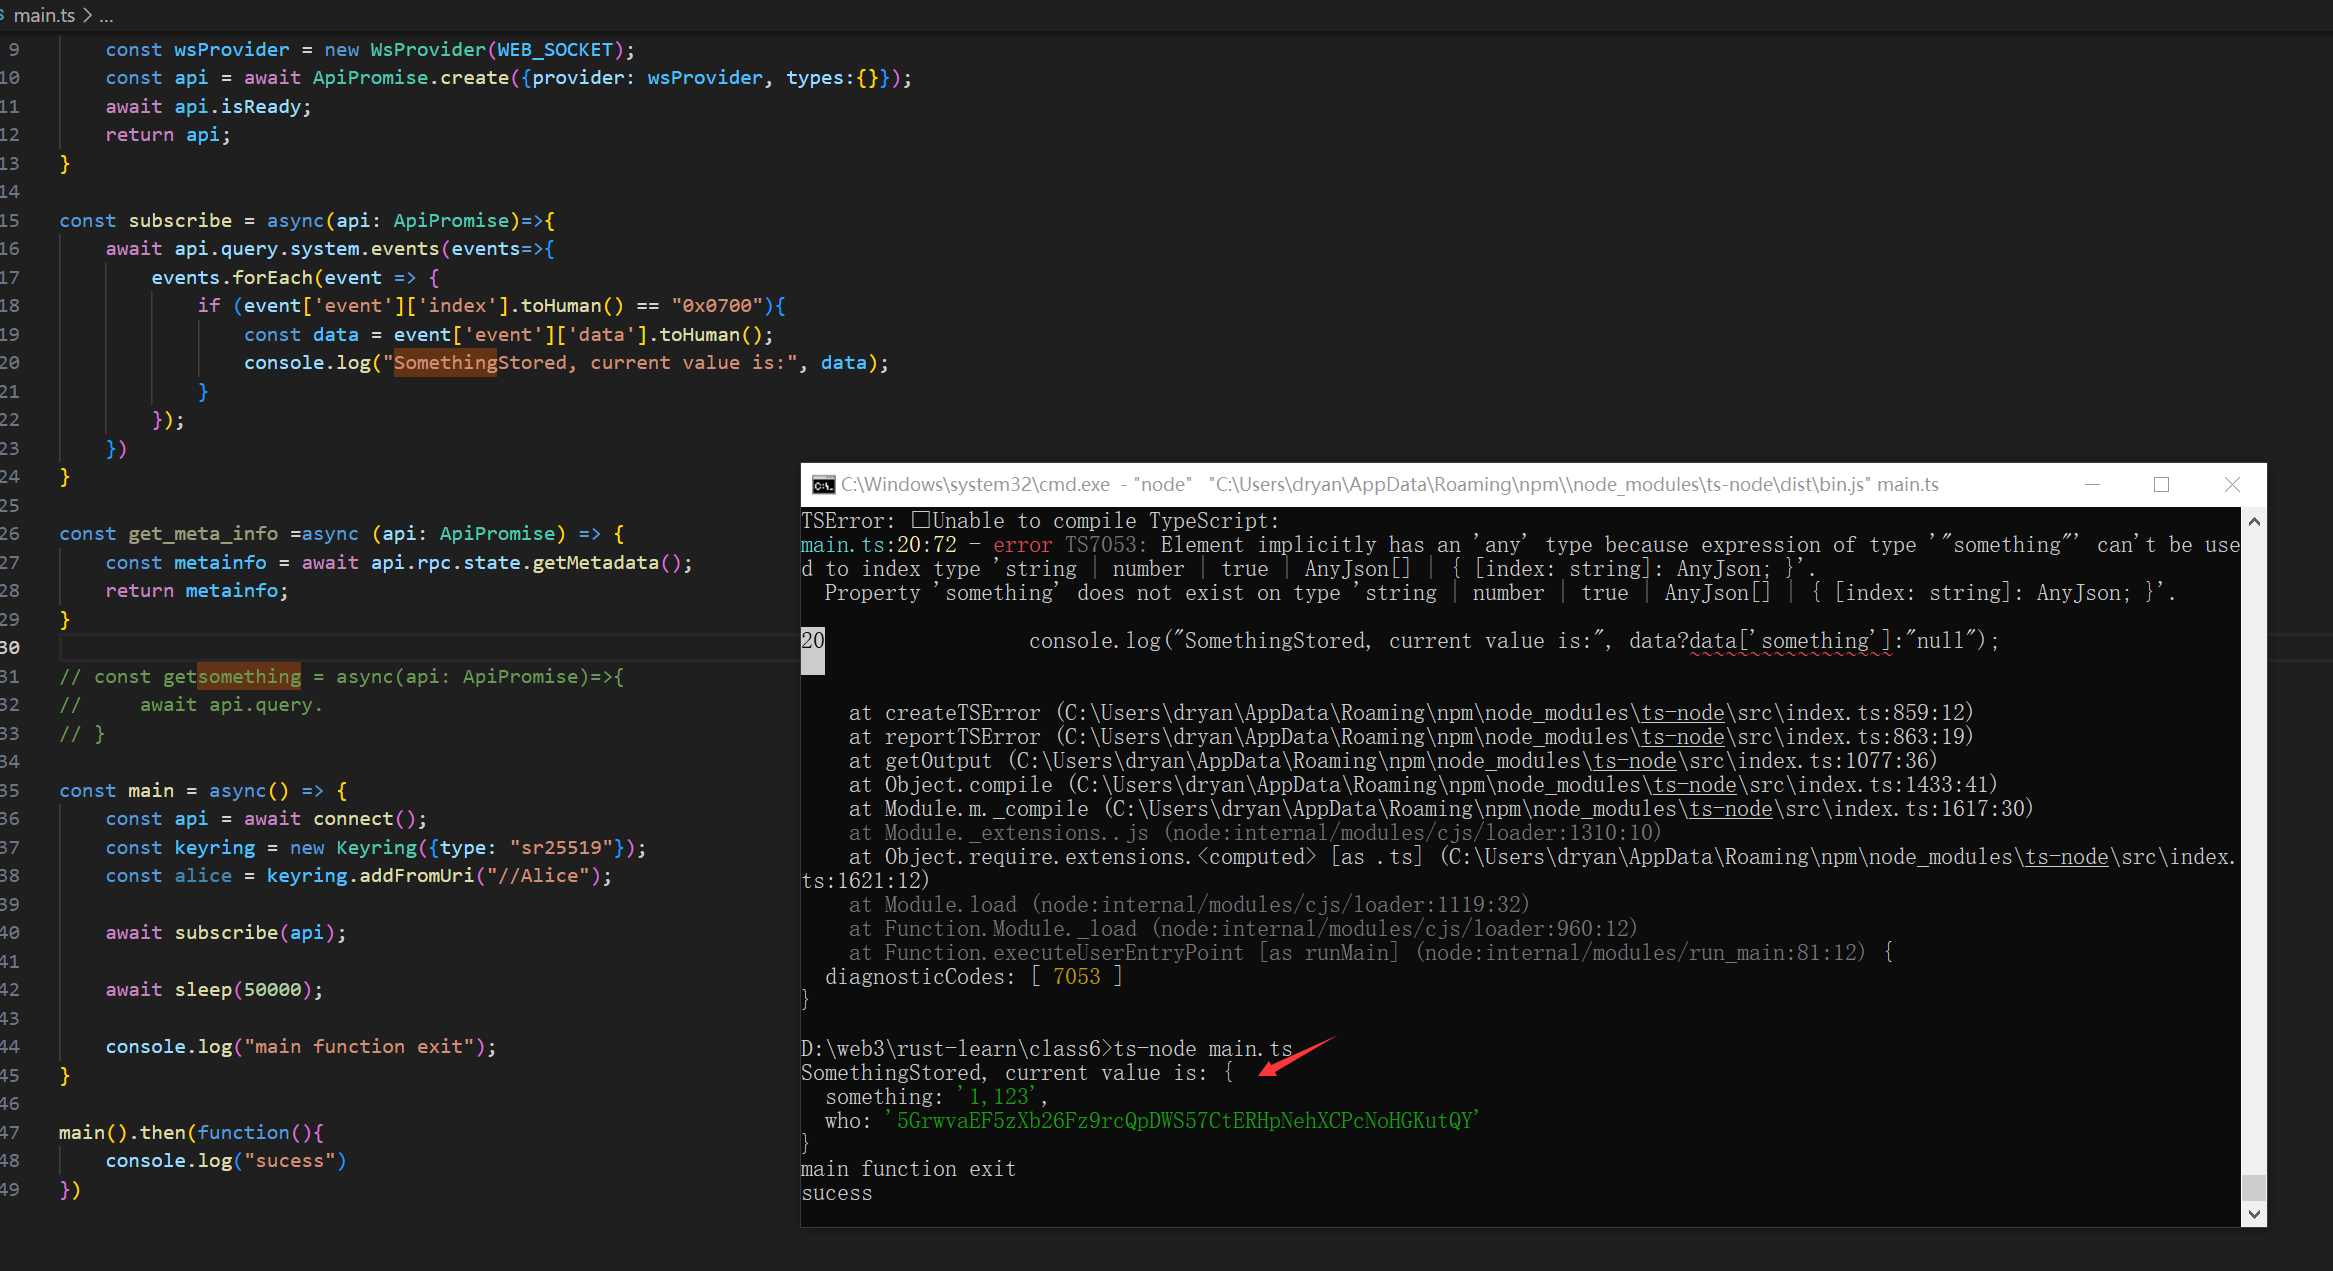 main.ts > ...
9 const wsProvider = new WsProvider(WEB_SOCKET);
10 const api = await ApiPromise.create({provider: wsProvider, types:{}});
11 await api.isReady;
12 return api;
13 }
14
15 const subscribe = async(api: ApiPromise)=>{
16 await api.query.system.events(events=>{
17 events.forEach(event => {
18 if (event['event']['index'].toHuman() == "0x0700"){
19 const data = event['event']['data'].toHuman();
20 console.log("SomethingStored, current value is:", data);
21 }
22 });
23 })
24 }
25
26 const get_meta_info =async (api: ApiPromise) => {
27 const metainfo = await api.rpc.state.getMetadata();
28 return metainfo;
29 }
30
31 // const getsomething = async(api: ApiPromise)=>{
32 //     await api.query.
33 // }
34
35 const main = async() => {
36 const api = await connect();
37 const keyring = new Keyring({type: "sr25519"});
38 const alice = keyring.addFromUri("//Alice");
39
40 await subscribe(api);
41
42 await sleep(50000);
43
44 console.log("main function exit");
45 }
46
47 main().then(function(){
48 console.log("sucess")
49 })
C:\Windows\system32\cmd.exe - "node" "C:\Users\dryan\AppData\Roaming\npm\\node_modules\ts-node\dist\bin.js" main.ts
TSError: □Unable to compile TypeScript:
main.ts:20:72 - error TS7053: Element implicitly has an 'any' type because expression of type '"something"' can't be use
d to index type 'string | number | true | AnyJson[] | { [index: string]: AnyJson; }'.
Property 'something' does not exist on type 'string | number | true | AnyJson[] | { [index: string]: AnyJson; }'.
20 console.log("SomethingStored, current value is:", data?data['something']:"null");
at createTSError (C:\Users\dryan\AppData\Roaming\npm\node_modules\ts-node\src\index.ts:859:12)
at reportTSError (C:\Users\dryan\AppData\Roaming\npm\node_modules\ts-node\src\index.ts:863:19)
at getOutput (C:\Users\dryan\AppData\Roaming\npm\node_modules\ts-node\src\index.ts:1077:36)
at Object.compile (C:\Users\dryan\AppData\Roaming\npm\node_modules\ts-node\src\index.ts:1433:41)
at Module.m._compile (C:\Users\dryan\AppData\Roaming\npm\node_modules\ts-node\src\index.ts:1617:30)
at Module._extensions..js (node:internal/modules/cjs/loader:1310:10)
at Object.require.extensions.<computed> [as .ts] (C:\Users\dryan\AppData\Roaming\npm\node_modules\ts-node\src\index.
ts:1621:12)
at Module.load (node:internal/modules/cjs/loader:1119:32)
at Function.Module._load (node:internal/modules/cjs/loader:960:12)
at Function.executeUserEntryPoint [as runMain] (node:internal/modules/run_main:81:12) {
diagnosticCodes: [ 7053 ]
}
D:\web3\rust-learn\class6>ts-node main.ts
SomethingStored, current value is: {
something: '1,123',
who: '5GrwvaEF5zXb26Fz9rcQpDWS57CtERHpNehXCPcNoHGKutQY'
}
main function exit
sucess